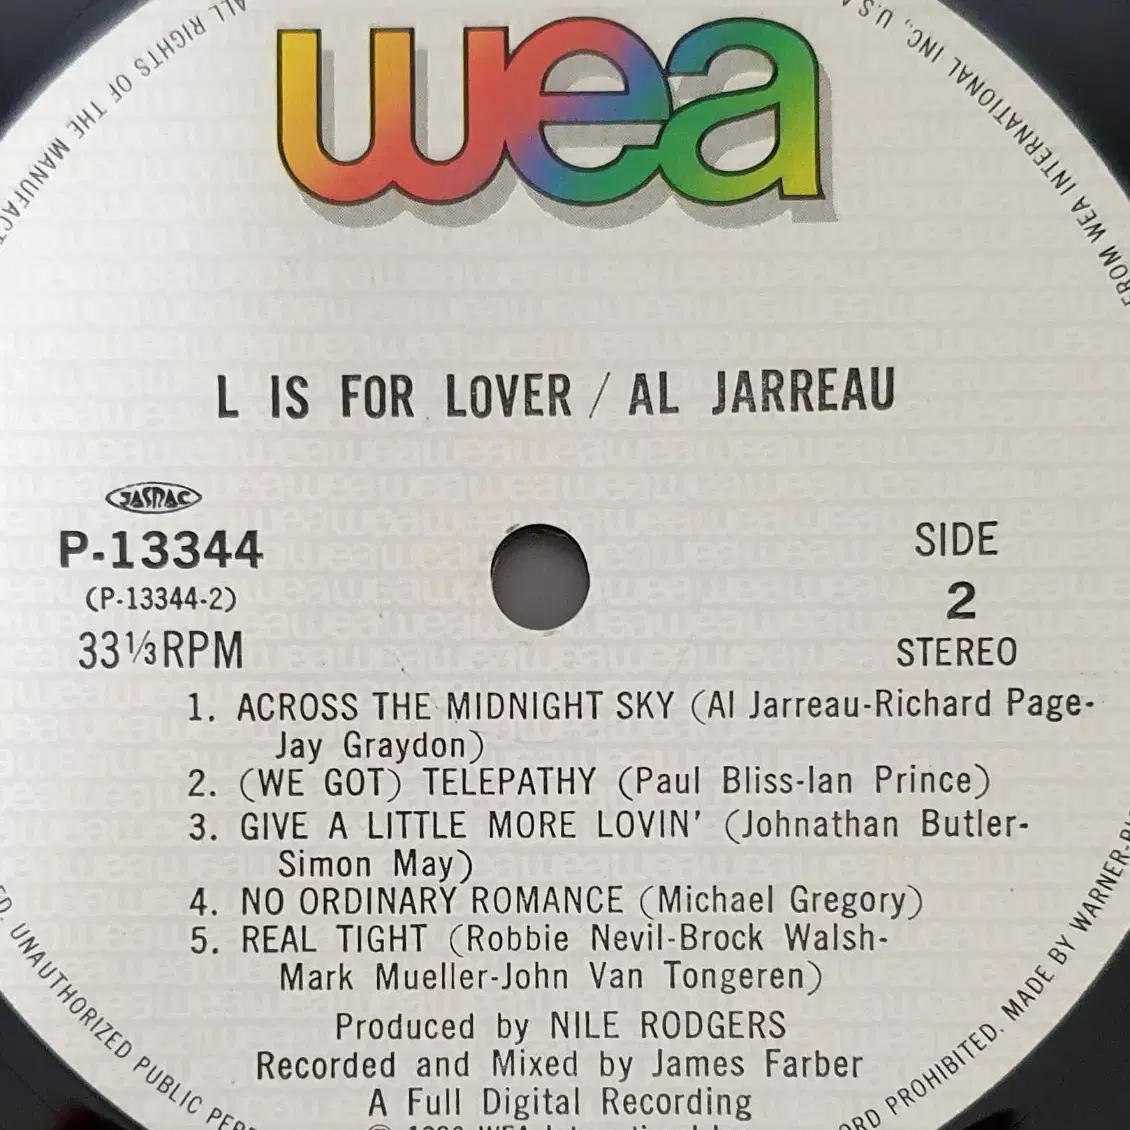 wea
ALL RIGHTS OF THE MANUFACT
FROM WEA INTERNATIONAL INC., U.S.
L IS FOR LOVER / AL JARREAU
JASRAC
P-13344
(P-13344-2)
33⅓RPM
SIDE
2
STEREO
1. ACROSS THE MIDNIGHT SKY (Al Jarreau-Richard Page-
Jay Graydon)
2. (WE GOT) TELEPATHY (Paul Bliss-Ian Prince)
3. GIVE A LITTLE MORE LOVIN' (Johnathan Butler-
Simon May)
4. NO ORDINARY ROMANCE (Michael Gregory)
5. REAL TIGHT (Robbie Nevil-Brock Walsh-
Mark Mueller-John Van Tongeren)
Produced by NILE RODGERS
Recorded and Mixed by James Farber
A Full Digital Recording
UNAUTHORIZED PUBLIC PER
ORD PROHIBITED. MADE BY WARNER-PI